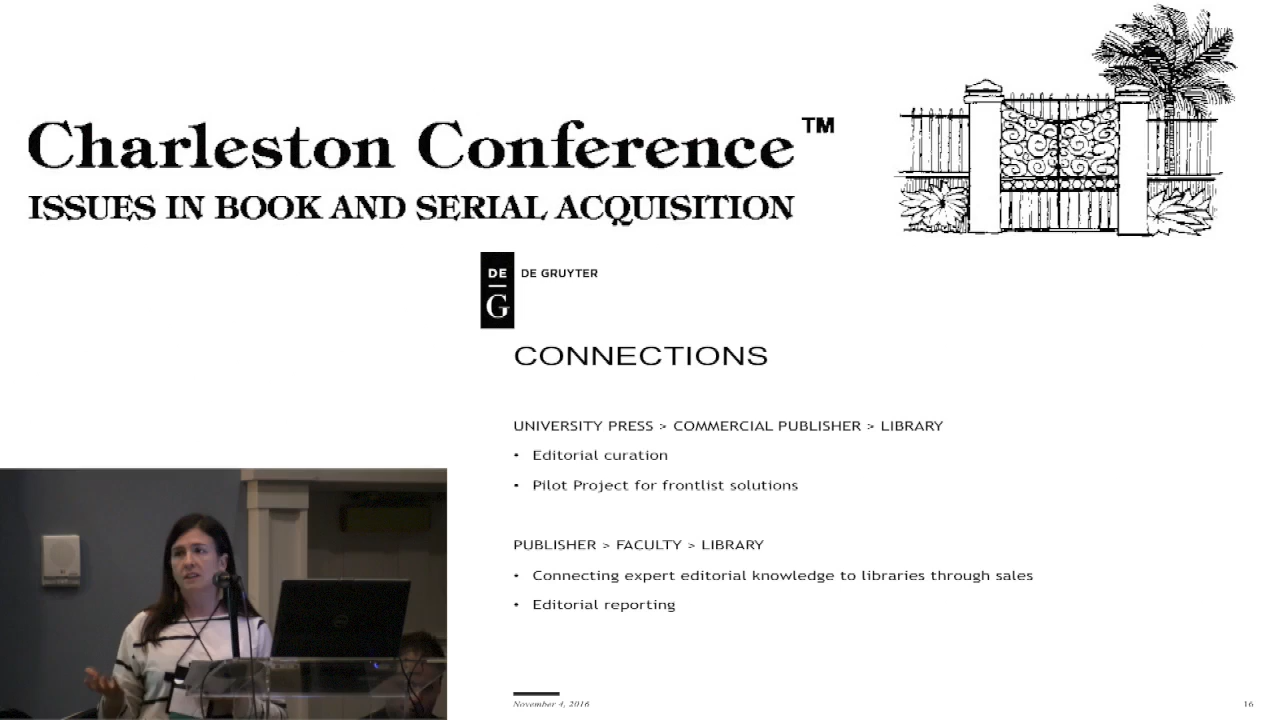 Charleston Conference™
ISSUES IN BOOK AND SERIAL ACQUISITION
DE
G
DE GRUYTER
CONNECTIONS
UNIVERSITY PRESS > COMMERCIAL PUBLISHER > LIBRARY
• Editorial curation
• Pilot Project for frontlist solutions
PUBLISHER > FACULTY > LIBRARY
• Connecting expert editorial knowledge to libraries through sales
• Editorial reporting
November 4, 2016
16